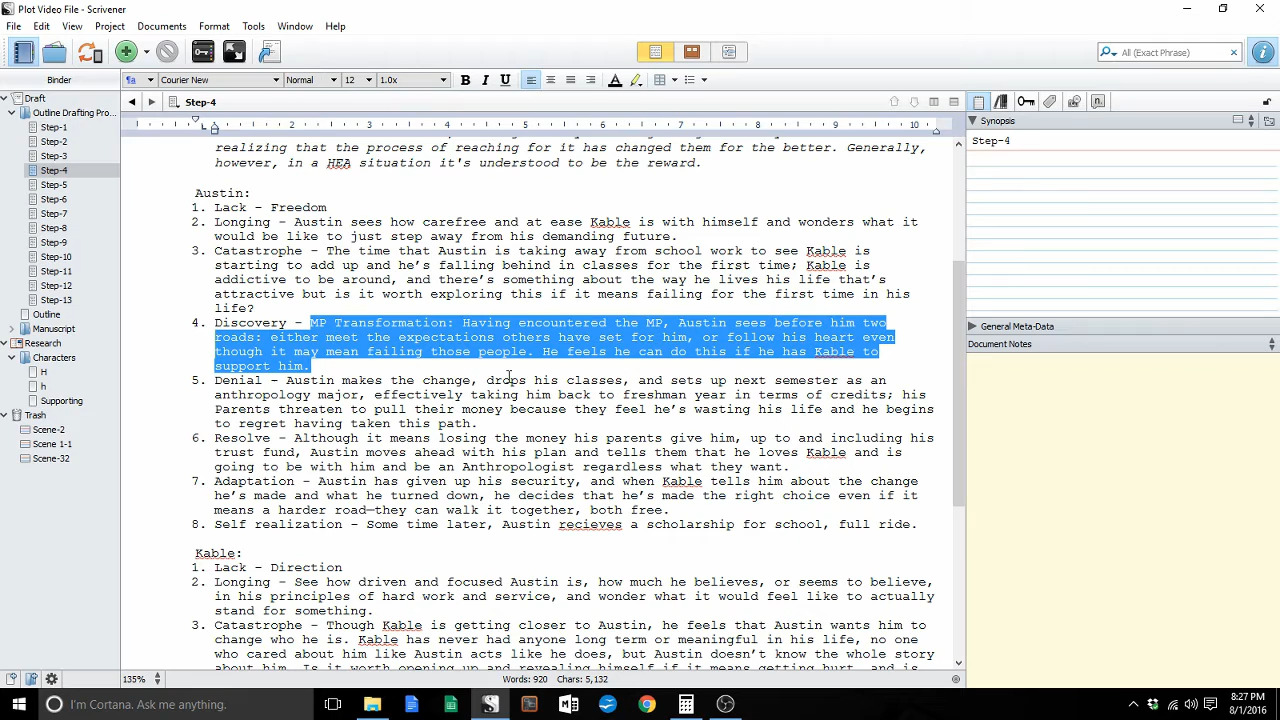 Plot Video File - Scrivener
File Edit View Project Documents Format Tools Window Help
All (Exact Phrase)
Binder
¶a Courier New Normal 12 1.0x B I U A
Draft
Outline Drafting Pro...
Step-1
Step-2
Step-3
Step-4
Step-5
Step-6
Step-7
Step-8
Step-9
Step-10
Step-11
Step-12
Step-13
Outline
Manuscript
Research
Characters
H
h
Supporting
Trash
Scene-2
Scene 1-1
Scene-32
Step-4
2 3 4 5 6 7 8 9 10
realizing that the process of reaching for it has changed them for the better. Generally,
however, in a HEA situation it's understood to be the reward.
Austin:
1. Lack - Freedom
2. Longing - Austin sees how carefree and at ease Kable is with himself and wonders what it
would be like to just step away from his demanding future.
3. Catastrophe - The time that Austin is taking away from school work to see Kable is
starting to add up and he's falling behind in classes for the first time; Kable is
addictive to be around, and there's something about the way he lives his life that's
attractive but is it worth exploring this if it means failing for the first time in his
life?
4. Discovery - MP Transformation: Having encountered the MP, Austin sees before him two
roads: either meet the expectations others have set for him, or follow his heart even
though it may mean failing those people. He feels he can do this if he has Kable to
support him.
5. Denial - Austin makes the change, drops his classes, and sets up next semester as an
anthropology major, effectively taking him back to freshman year in terms of credits; his
Parents threaten to pull their money because they feel he's wasting his life and he begins
to regret having taken this path.
6. Resolve - Although it means losing the money his parents give him, up to and including his
trust fund, Austin moves ahead with his plan and tells them that he loves Kable and is
going to be with him and be an Anthropologist regardless what they want.
7. Adaptation - Austin has given up his security, and when Kable tells him about the change
he's made and what he turned down, he decides that he's made the right choice even if it
means a harder road—they can walk it together, both free.
8. Self realization - Some time later, Austin recieves a scholarship for school, full ride.
Kable:
1. Lack - Direction
2. Longing - See how driven and focused Austin is, how much he believes, or seems to believe,
in his principles of hard work and service, and wonder what it would feel like to actually
stand for something.
3. Catastrophe - Though Kable is getting closer to Austin, he feels that Austin wants him to
change who he is. Kable has never had anyone long term or meaningful in his life, no one
who cared about him like Austin acts like he does, but Austin doesn't know the whole story
about him. Is it worth opening up and revealing himself if it means getting hurt, and is
135%
Words: 920 Chars: 5,132
Synopsis
Step-4
General Meta-Data
Document Notes
I'm Cortana. Ask me anything.
8:27 PM
8/1/2016